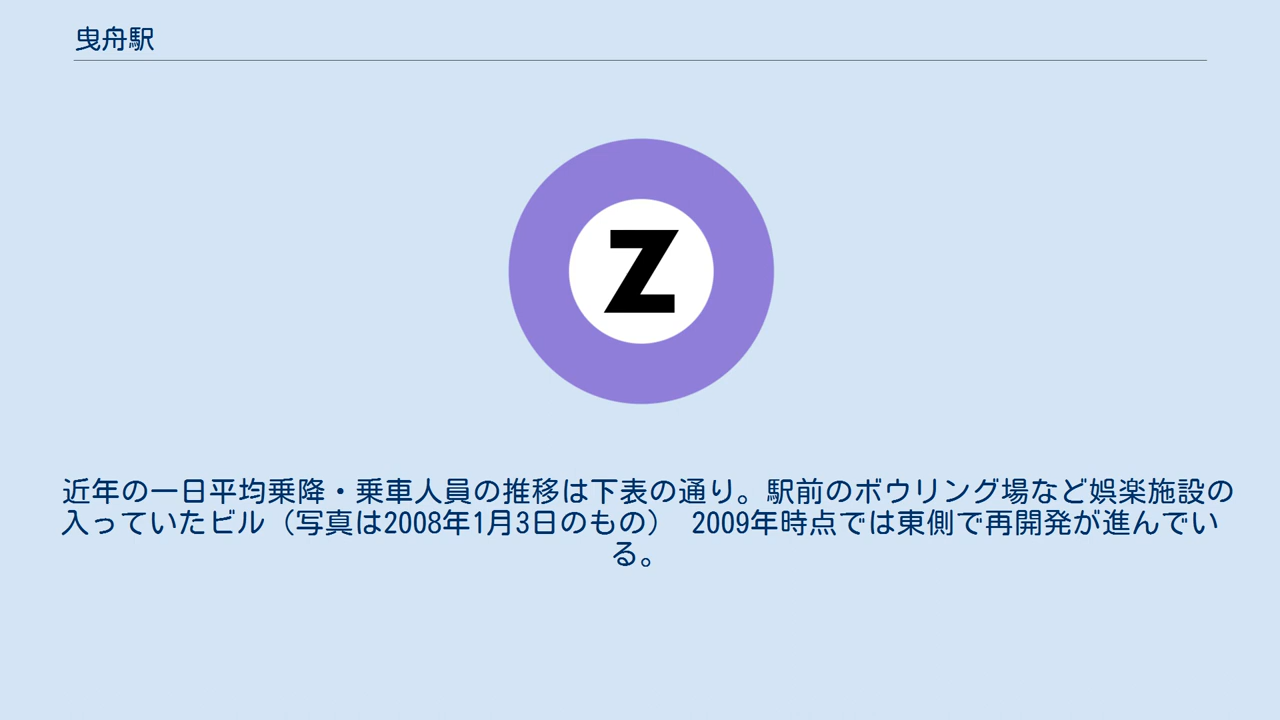 曳舟駅
Z
近年の一日平均乗降・乗車人員の推移は下表の通り。駅前のボウリング場など娯楽施設の
入っていたビル（写真は2008年1月3日のもの） 2009年時点では東側で再開発が進んでい
る。